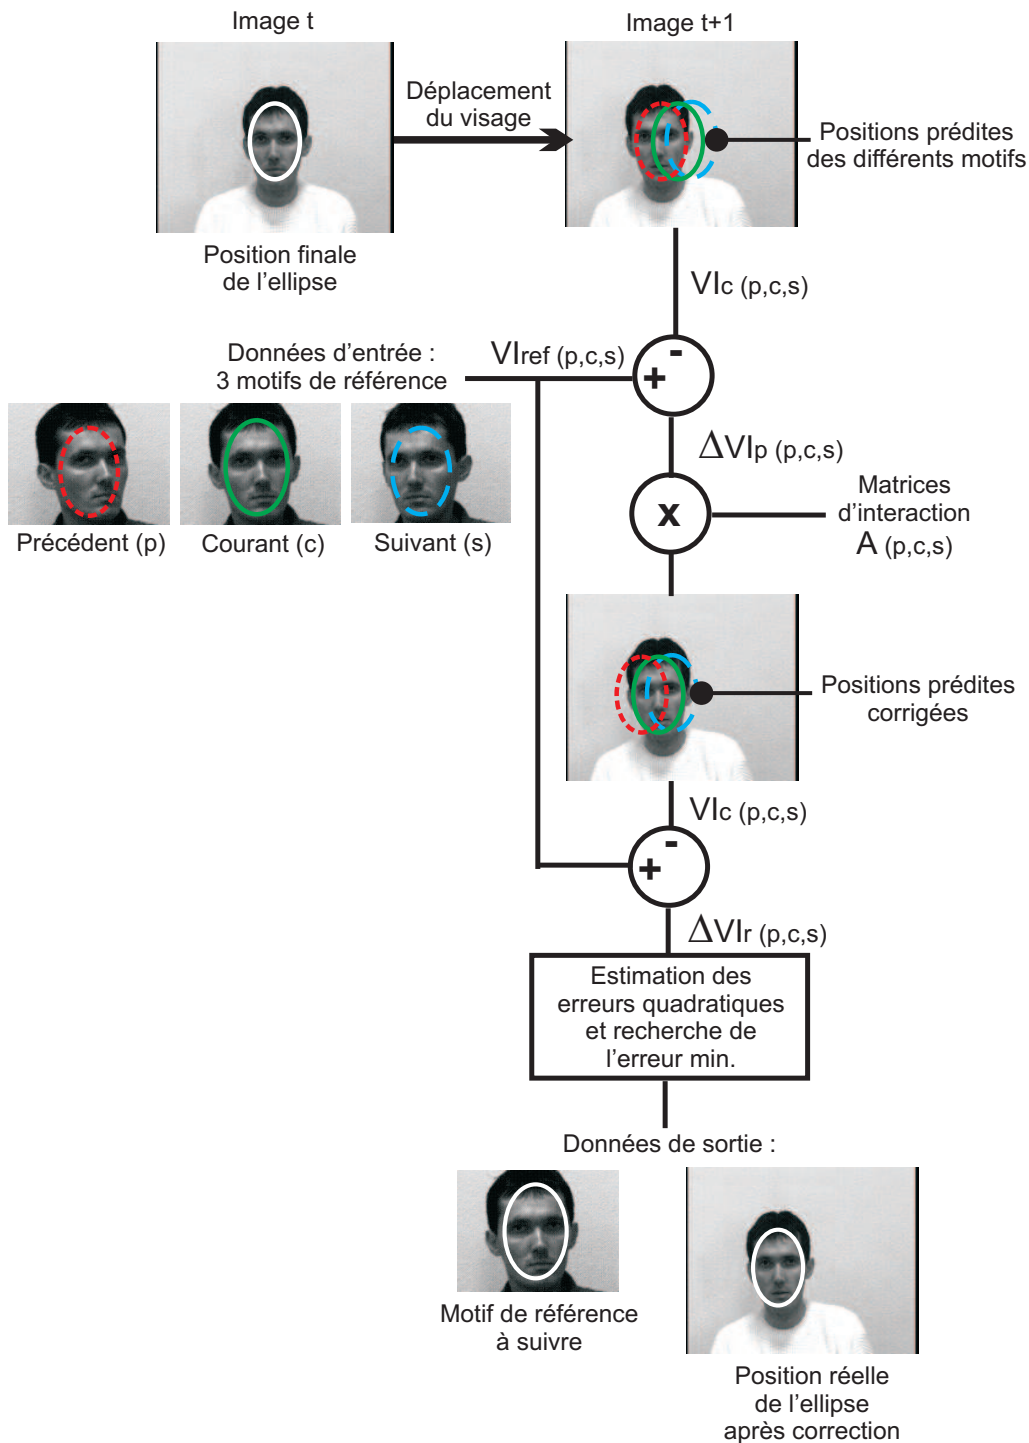 Image t
Image t+1
Déplacement
du visage
Positions prédites
des différents motifs
Position finale
de l'ellipse
VIc (p,c,s)
Données d'entrée :
3 motifs de référence
VIref (p,c,s)
-
+
ΔVIp (p,c,s)
Précédent (p)
Courant (c)
Suivant (s)
x
Matrices
d'interaction
A (p,c,s)
Positions prédites
corrigées
VIc (p,c,s)
-
+
ΔVIr (p,c,s)
Estimation des
erreurs quadratiques
et recherche de
l'erreur min.
Données de sortie :
Motif de référence
à suivre
Position réelle
de l'ellipse
après correction